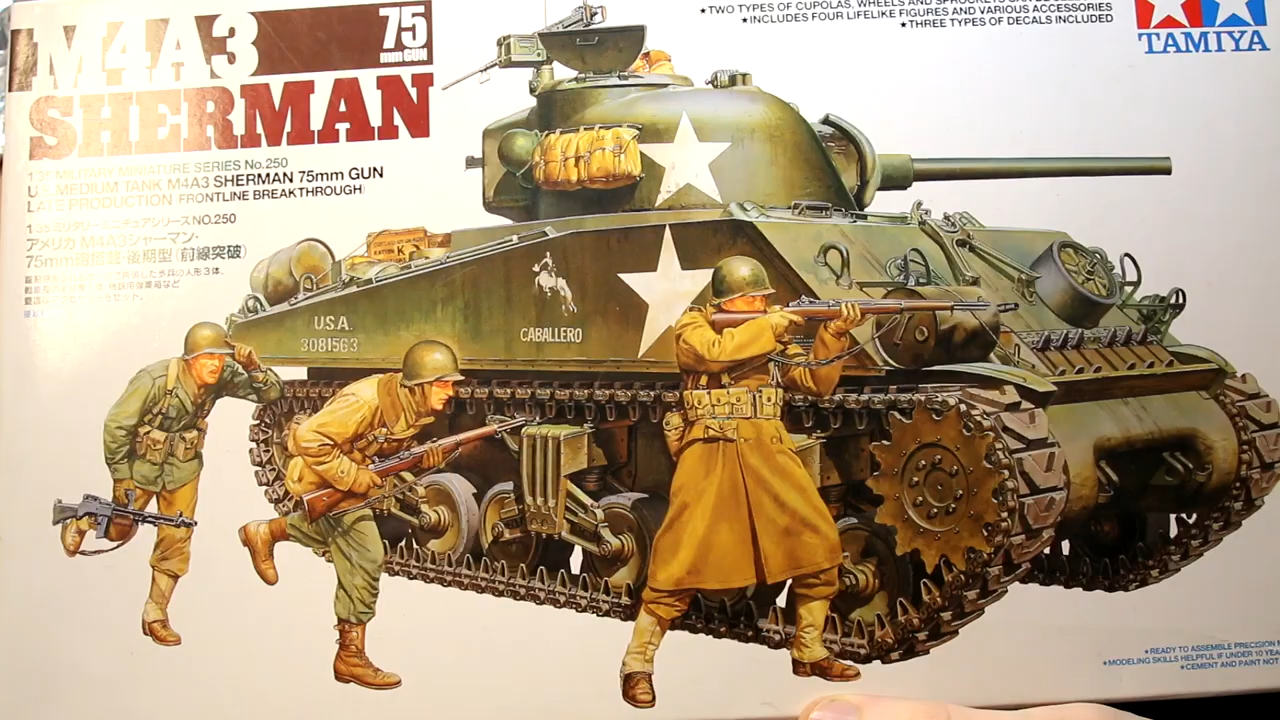 M4A3
75
mm GUN
SHERMAN
1/35 MILITARY MINIATURE SERIES No.250
U.S. MEDIUM TANK M4A3 SHERMAN 75mm GUN
LATE PRODUCTION (FRONTLINE BREAKTHROUGH)
1/35 ミリタリーミニチュアシリーズ NO.250
アメリカ M4A3シャーマン・
75mm砲搭載・後期型 (前線突破)
★TWO TYPES OF CUPOLAS, WHEELS AND SPROCKETS CAN BE
★INCLUDES FOUR LIFELIKE FIGURES AND VARIOUS ACCESSORIES
★THREE TYPES OF DECALS INCLUDED
TAMIYA
RATION K
U.S.A.
3081563
CABALLERO
★READY TO ASSEMBLE PRECISION
★MODELING SKILLS HELPFUL IF UNDER 10
★CEMENT AND PAINT NOT